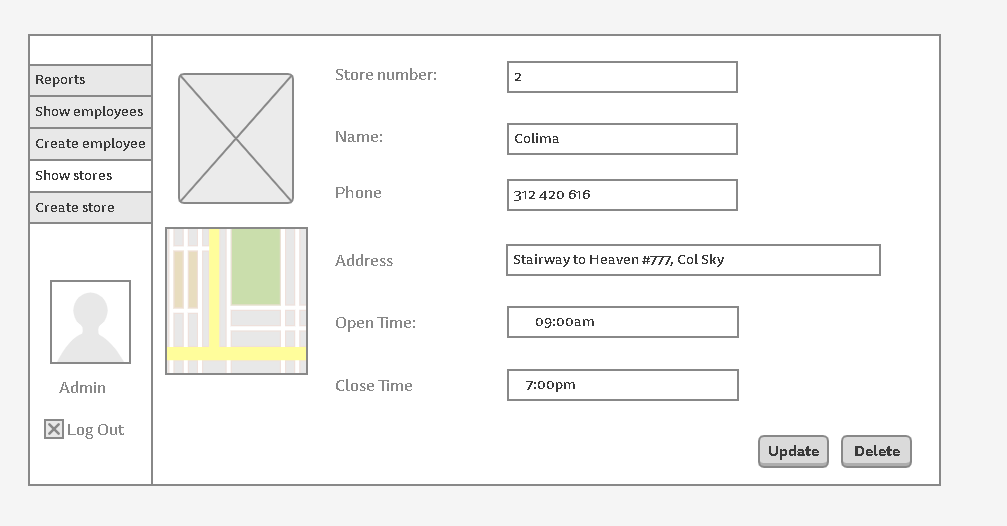 Reports
Show employees
Create employee
Show stores
Create store
Admin
Log Out
Store number: 2
Name: Colima
Phone 312 420 616
Address Stairway to Heaven #777, Col Sky
Open Time: 09:00am
Close Time 7:00pm
Update Delete